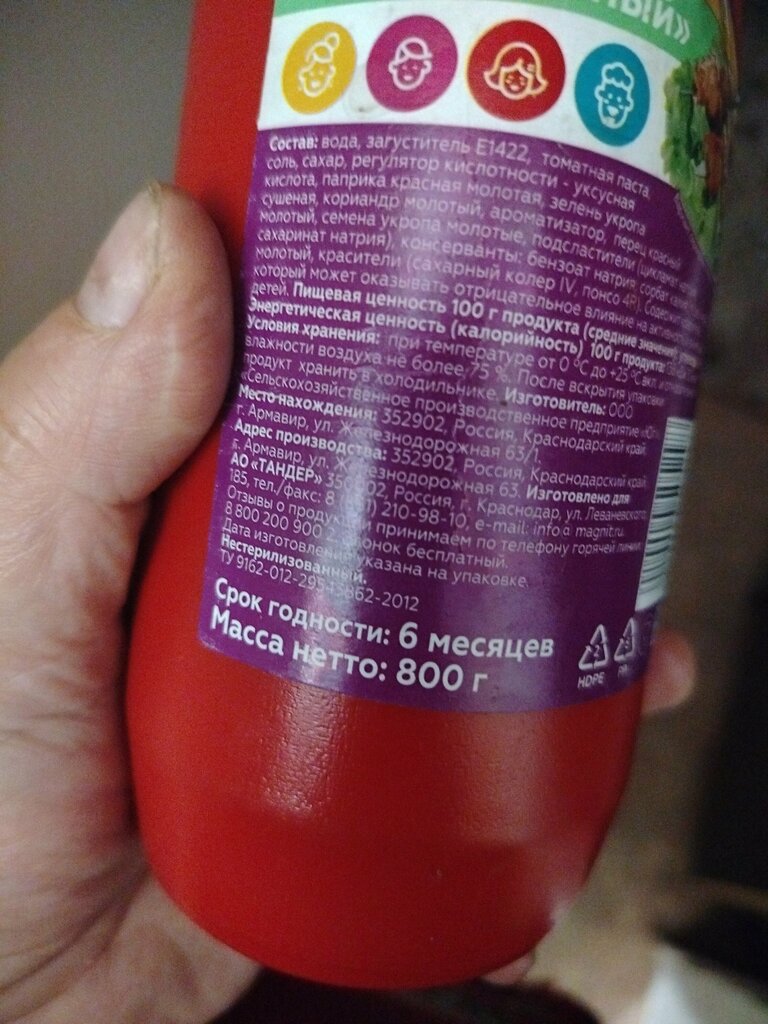 НЫЙ»
Состав: вода, загуститель Е1422, томатная паста,
соль, сахар, регулятор кислотности - уксусная
кислота, паприка красная молотая, зелень укропа
сушеная, кориандр молотый, ароматизатор, перец красный
молотый, семена укропа молотые, подсластители (цикламат
сахаринат натрия), консерванты: бензоат натрия, сорбат
молотый, красители (сахарный колер IV, понсо 4R).
который может оказывать отрицательное влияние на
детей. Пищевая ценность 100 г продукта (средние значения):
Энергетическая ценность (калорийность) 100 г продукта:
Условия хранения: при температуре от 0 °С до +25 °С вкл. и
влажности воздуха не более 75 %. После вскрытия упаковки
продукт хранить в холодильнике. Изготовитель: ООО
«Сельскохозяйственное производственное предприятие «Юг».
Место нахождения: 352902, Россия, Краснодарский край,
г. Армавир, ул. Железнодорожная 63/1.
Адрес производства: 352902, Россия, Краснодарский край,
г. Армавир, ул. Железнодорожная 63. Изготовлено для
АО «ТАНДЕР» Россия, г. Краснодар, ул. Леваневского,
185, тел./факс: 8 210-98-10, e-mail: info@magnit.ru.
Отзывы о принимаем по телефону горячей линии:
8 800 200 900 бесплатный.
Дата изготовления указана на упаковке.
Нестерилизованный.
ТУ 9162-012-
Срок годности: 6 месяцев
Масса нетто: 800 г
2
HDPE